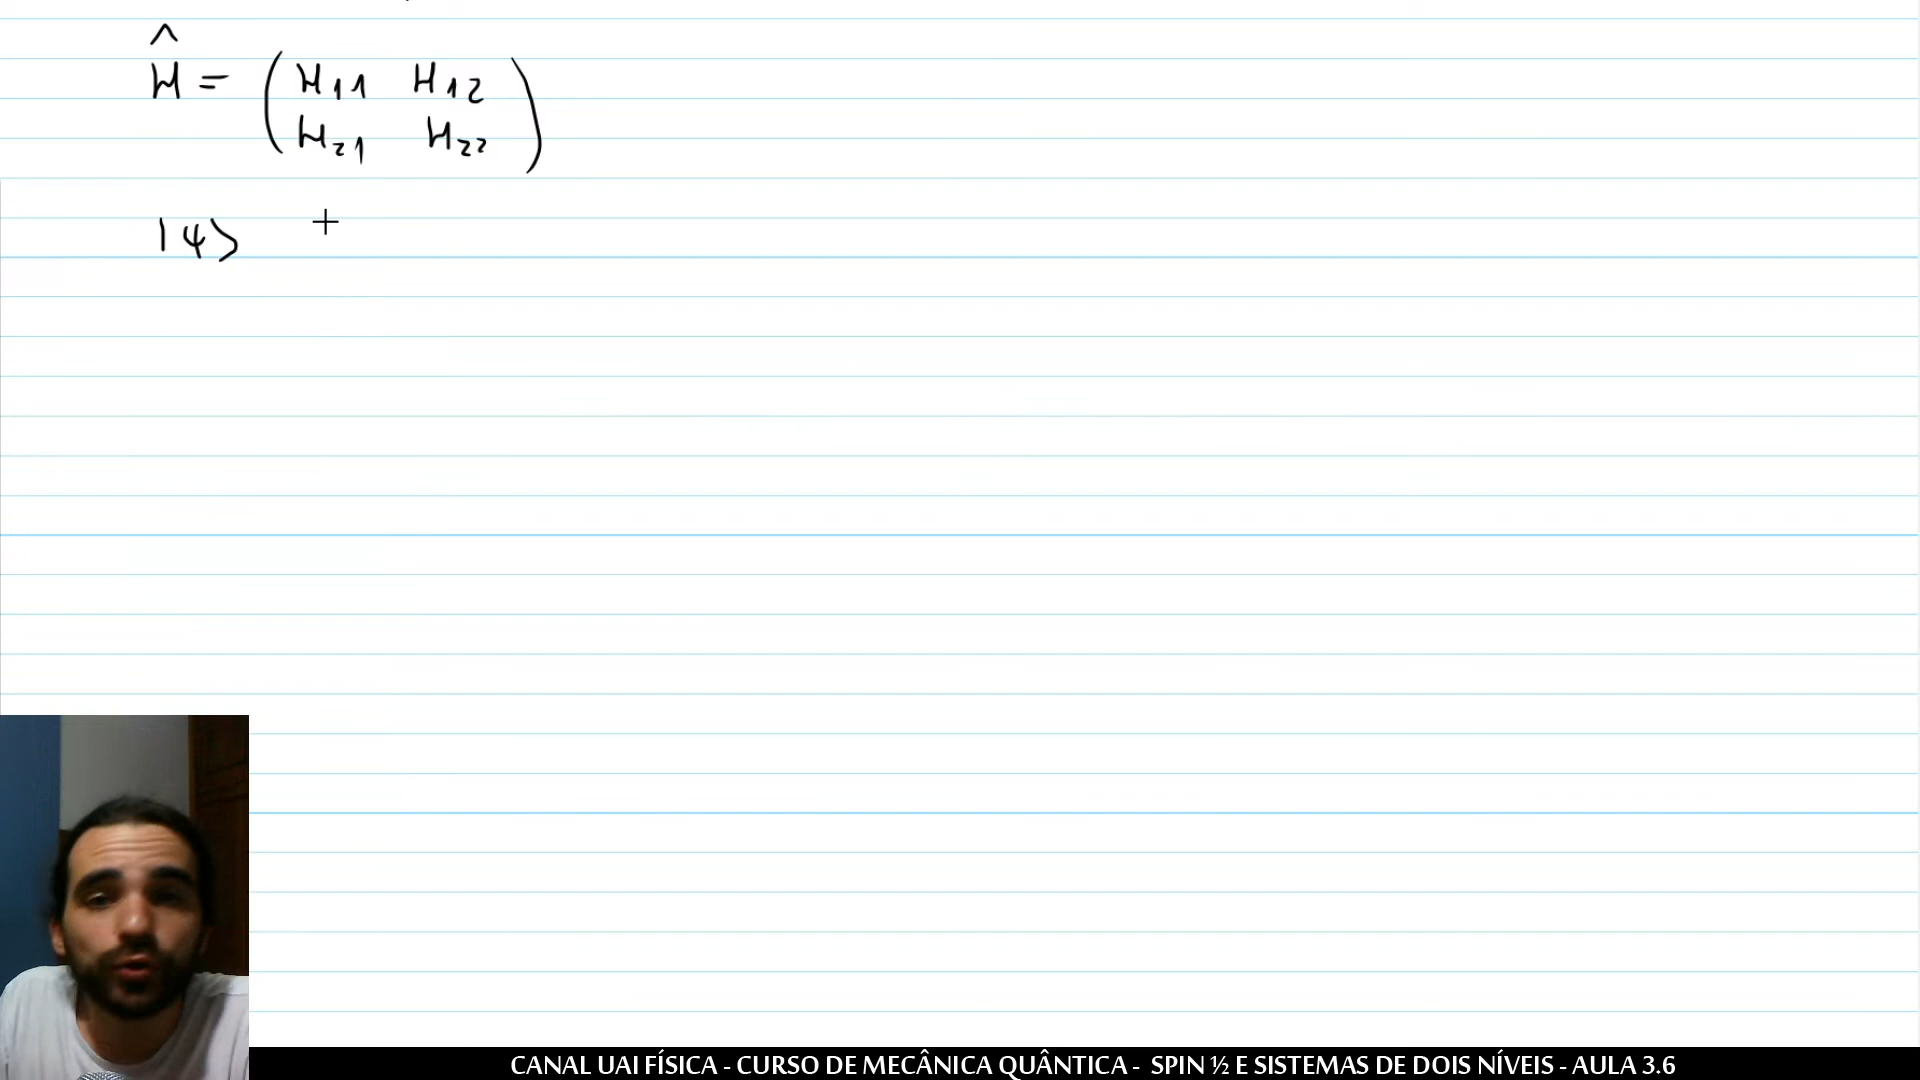 Ĥ = ( H11 H12
H21 H22 )
|ψ⟩
CANAL UAI FÍSICA - CURSO DE MECÂNICA QUÂNTICA - SPIN ½ E SISTEMAS DE DOIS NÍVEIS - AULA 3.6